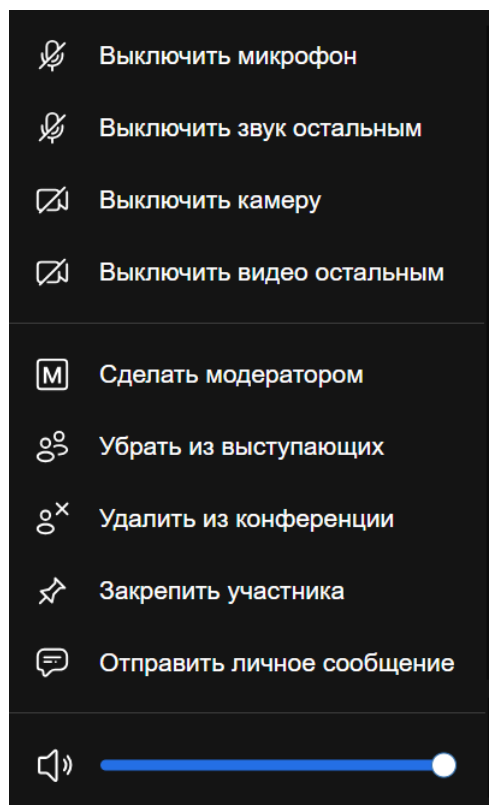 Выключить микрофон
Выключить звук остальным
Выключить камеру
Выключить видео остальным
M Сделать модератором
Убрать из выступающих
Удалить из конференции
Закрепить участника
Отправить личное сообщение